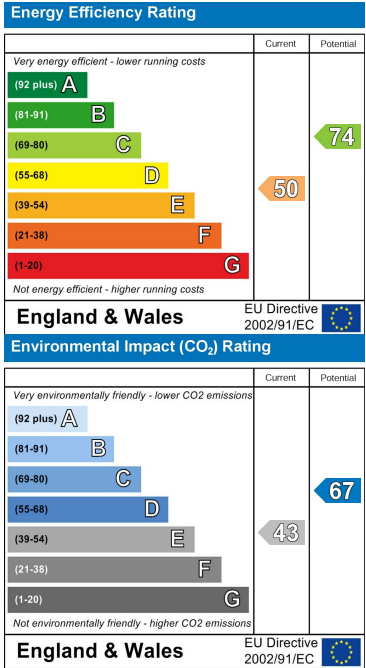 Energy Efficiency Rating
Current Potential
Very energy efficient - lower running costs
(92 plus) A
(81-91) B
(69-80) C
74
(55-68) D
50
(39-54) E
(21-38) F
(1-20) G
Not energy efficient - higher running costs
England & Wales
EU Directive
2002/91/EC
Environmental Impact (CO₂) Rating
Current Potential
Very environmentally friendly - lower CO2 emissions
(92 plus) A
(81-91) B
(69-80) C
67
(55-68) D
(39-54) E
43
(21-38) F
(1-20) G
Not environmentally friendly - higher CO2 emissions
England & Wales
EU Directive
2002/91/EC